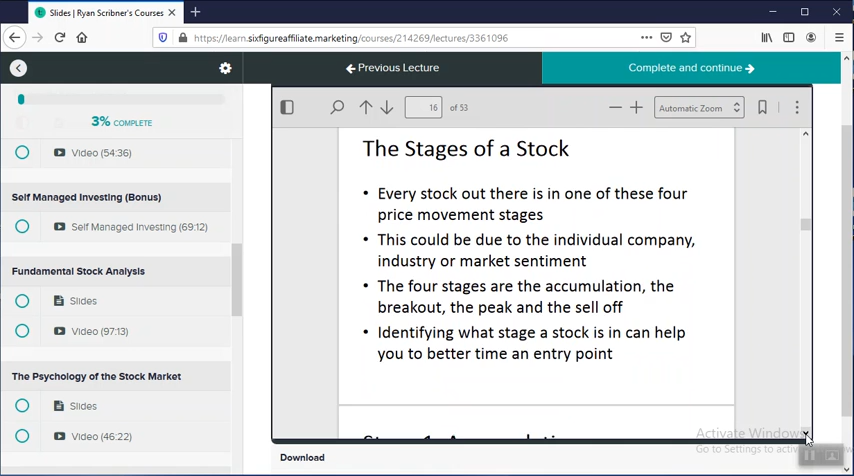 Slides | Ryan Scribner's Courses
https://learn.sixfigureaffiliate.marketing/courses/214269/lectures/3361096
Previous Lecture
Complete and continue
3% COMPLETE
Video (54:36)
Self Managed Investing (Bonus)
Self Managed Investing (69:12)
Fundamental Stock Analysis
Slides
Video (97:13)
The Psychology of the Stock Market
Slides
Video (46:22)
16 of 53
Automatic Zoom
The Stages of a Stock
• Every stock out there is in one of these four
price movement stages
• This could be due to the individual company,
industry or market sentiment
• The four stages are the accumulation, the
breakout, the peak and the sell off
• Identifying what stage a stock is in can help
you to better time an entry point
Activate Windows
Go to Settings to activ
Download